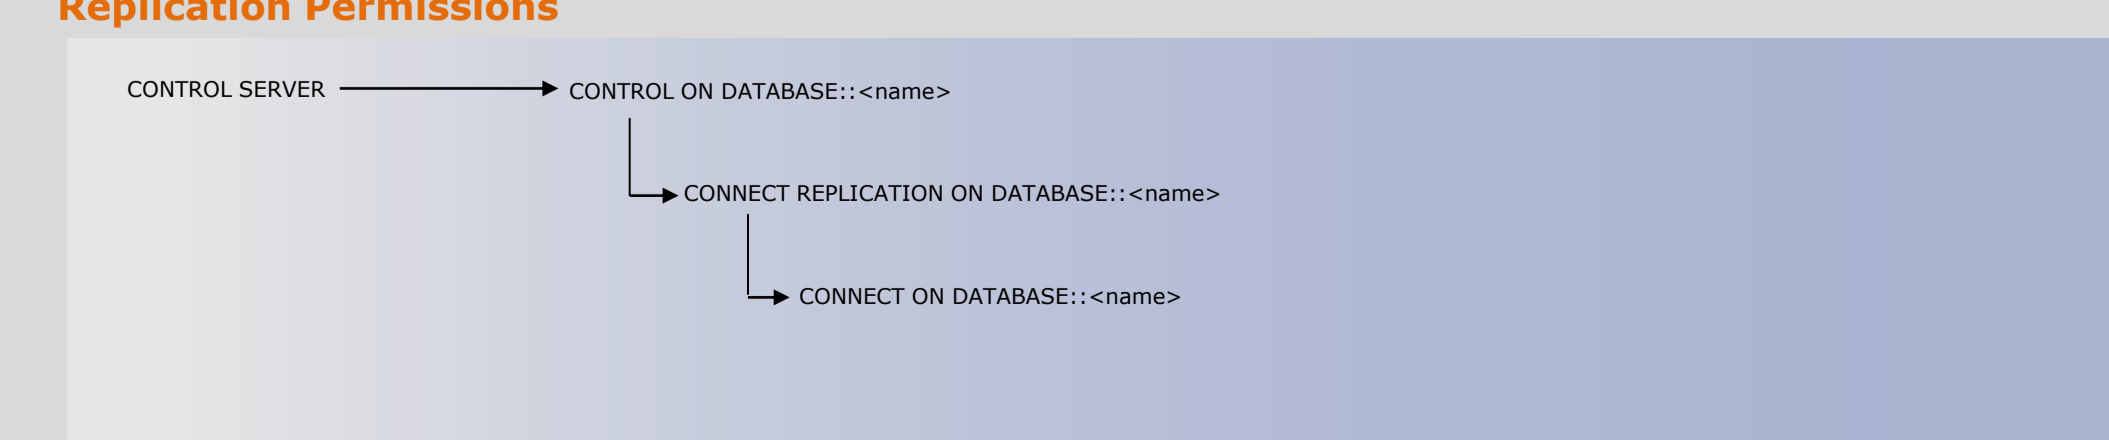 Replication Permissions
CONTROL SERVER
CONTROL ON DATABASE::<name>
CONNECT REPLICATION ON DATABASE::<name>
CONNECT ON DATABASE::<name>